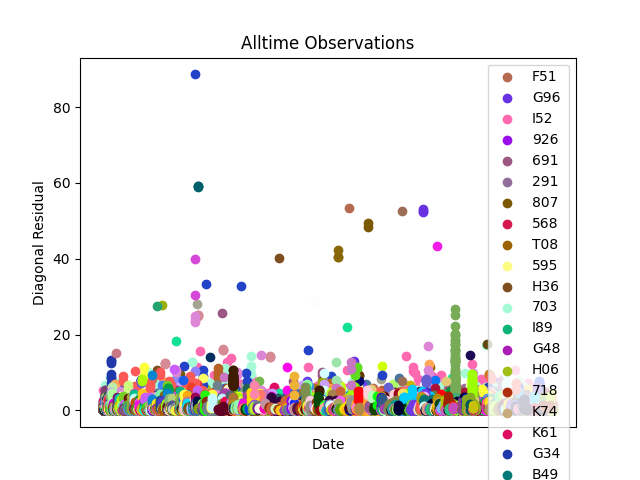 Alltime Observations
Diagonal Residual
80
60
40
20
0
Date
F51
G96
I52
926
691
291
807
568
T08
595
H36
703
I89
G48
H06
718
K74
K61
G34
B49